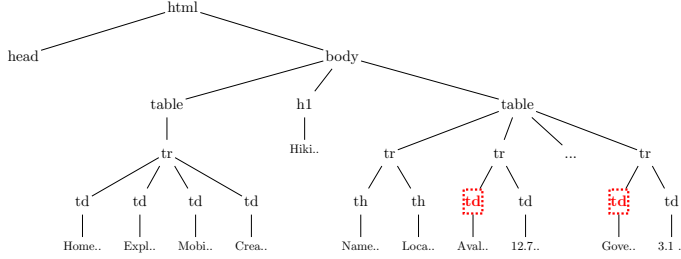 html
head body
table h1 table
Hiki..
tr tr tr ... tr
td td td td th th td td td td
Home.. Expl.. Mobi.. Crea.. Name.. Loca.. Aval.. 12.7.. Gove.. 3.1 ..